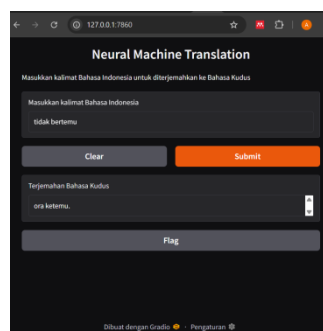 127.0.0.1:7860
Neural Machine Translation
Masukkan kalimat Bahasa Indonesia untuk diterjemahkan ke Bahasa Kudus
Masukkan kalimat Bahasa Indonesia
tidak bertemu
Clear Submit
Terjemahan Bahasa Kudus
ora ketemu.
Flag
Dibuat dengan Gradio · Pengaturan